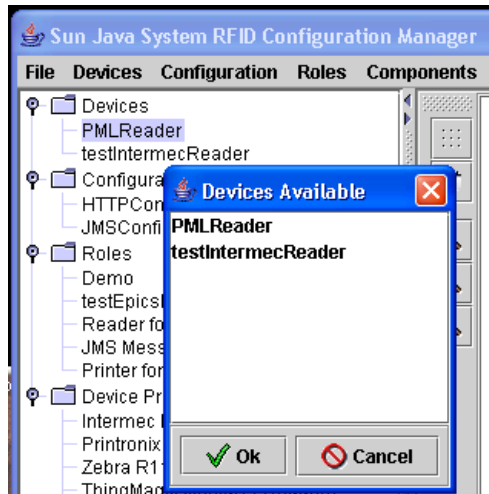 Sun Java System RFID Configuration Manager
File Devices Configuration Roles Components
Devices
PMLReader
testIntermecReader
Configura
HTTPCon
JMSConfi
Roles
Demo
testEpics
Reader fo
JMS Mess
Printer for
Device Pr
Intermec
Printronix
Zebra R1
ThingMag
Devices Available
PMLReader
testIntermecReader
Ok Cancel